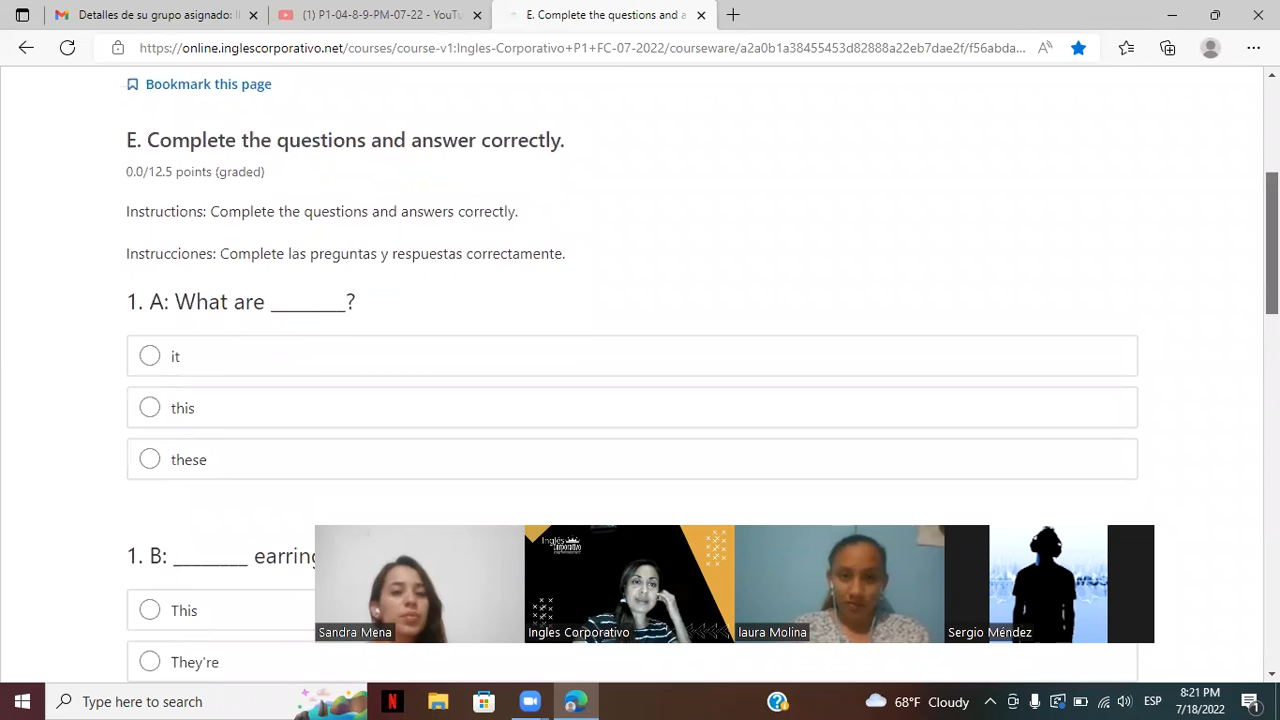 Detalles de su grupo asignado: II
(1) P1-04-8-9-PM-07-22 - YouTu
E. Complete the questions and a
https://online.inglescorporativo.net/courses/course-v1:Ingles-Corporativo+P1+FC-07-2022/courseware/a2a0b1a38455453d82888a22eb7dae2f/f56abda...
Bookmark this page
E. Complete the questions and answer correctly.
0.0/12.5 points (graded)
Instructions: Complete the questions and answers correctly.
Instrucciones: Complete las preguntas y respuestas correctamente.
1. A: What are _______?
it
this
these
1. B: _______ earring
This
They're
Inglés
Corporativo
Sandra Mena
Ingles Corporativo
laura Molina
Sergio Méndez
Type here to search
N
68°F Cloudy
ESP
8:21 PM
7/18/2022
1